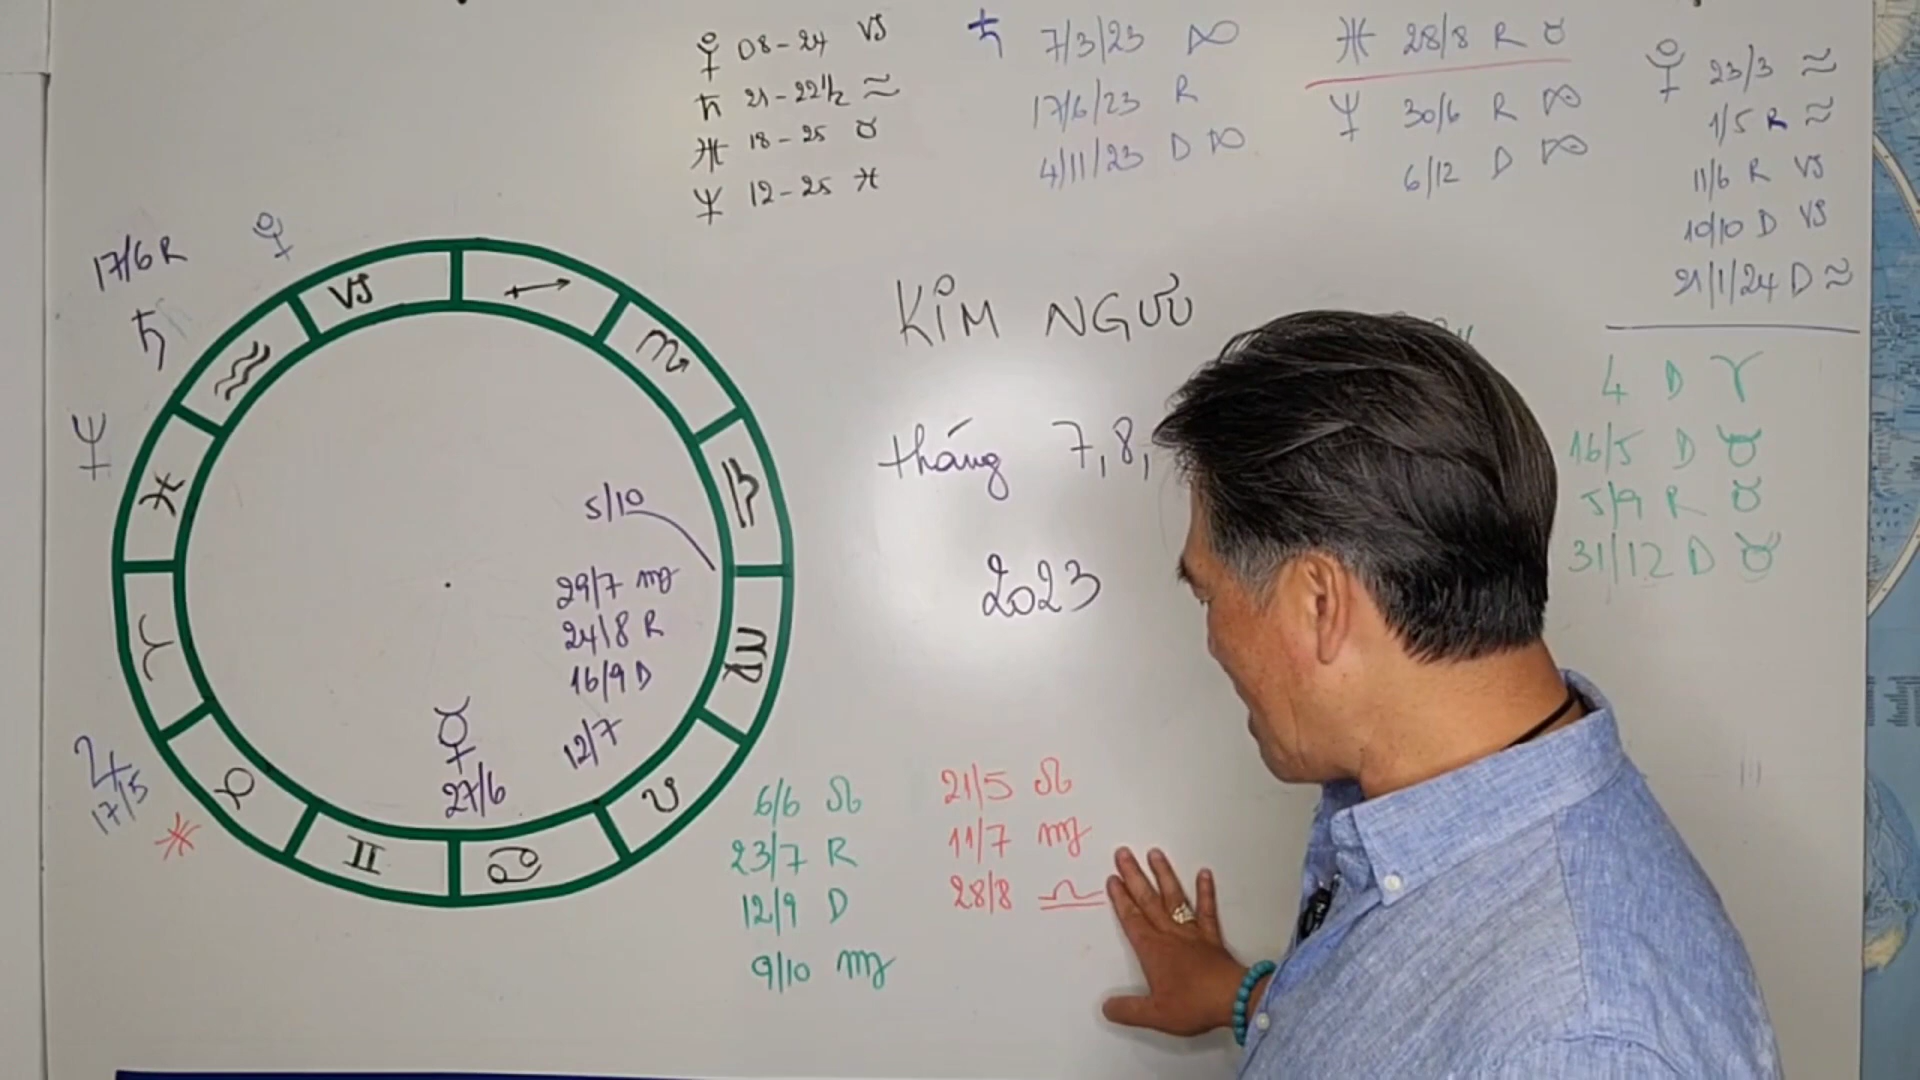 ♇ 08-24 ♑
♄ 21-22 1/2 ♒
♅ 18-25 ♉
♆ 12-25 ♓
♄ 7/3/23 ♓
17/6/23 R
4/11/23 D ♓
♅ 28/8 R ♉
♆ 30/6 R ♓
6/12 D ♓
♇ 23/3 ♒
1/5 R ♒
11/6 R ♑
10/10 D ♑
21/1/24 D ♒
4 D ♈
16/5 D ♉
5/9 R ♉
31/12 D ♉
KIM NGƯU
tháng 7, 8,
2023
17/6 R
♇
♄
♆
♃
17/5
♅
♑
♐
♏
♎
♍
♌
♋
♊
♉
♈
♓
♒
5/10
29/7 ♍
24/8 R
16/9 D
12/7
☿
27/6
6/6 ♌
23/7 R
12/9 D
9/10 ♍
21/5 ♌
11/7 ♍
28/8 ♎